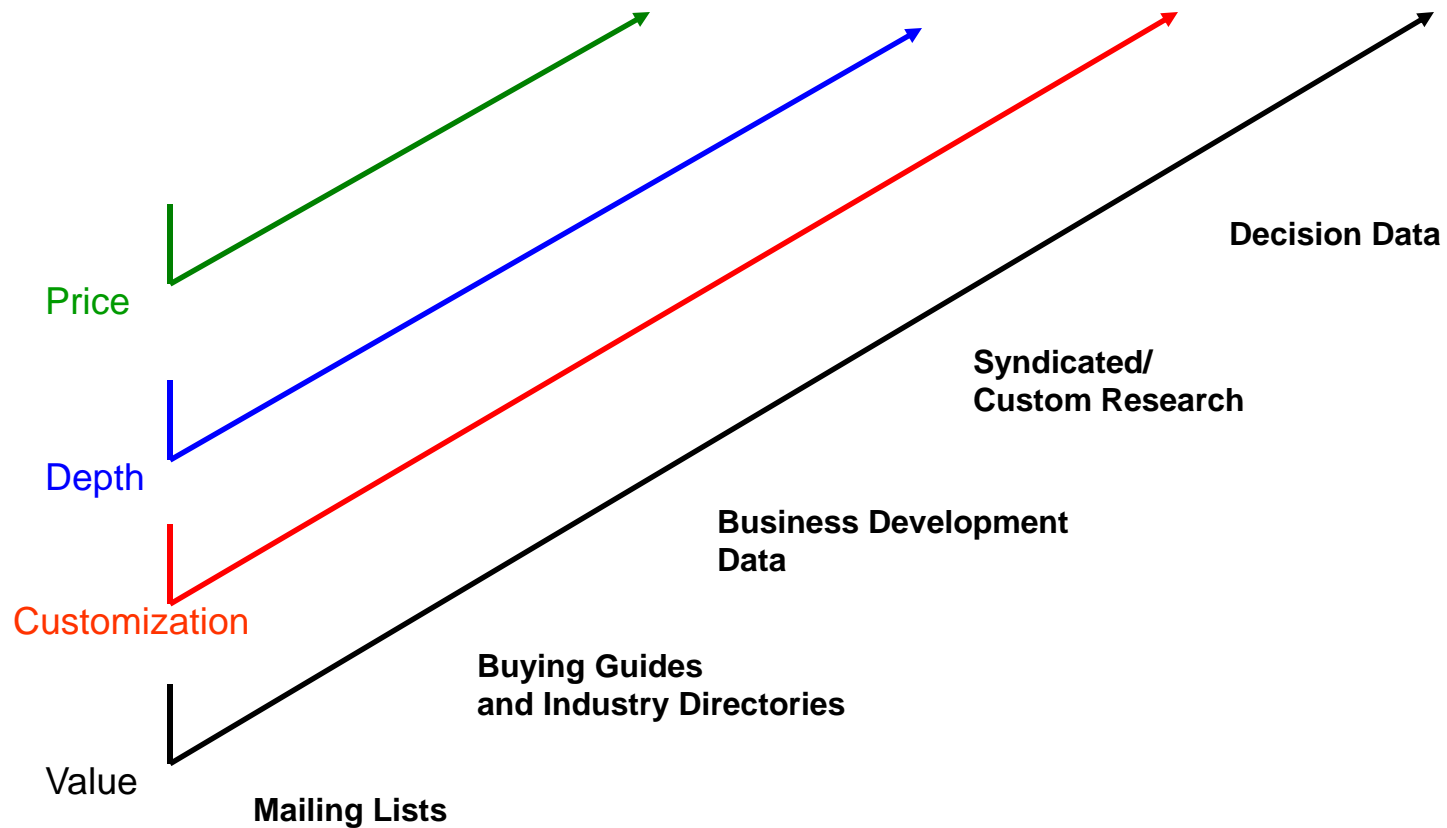 Decision Data
Price
Syndicated/
Custom Research
Depth
Business Development
Data
Customization
Buying Guides
and Industry Directories
Value
Mailing Lists